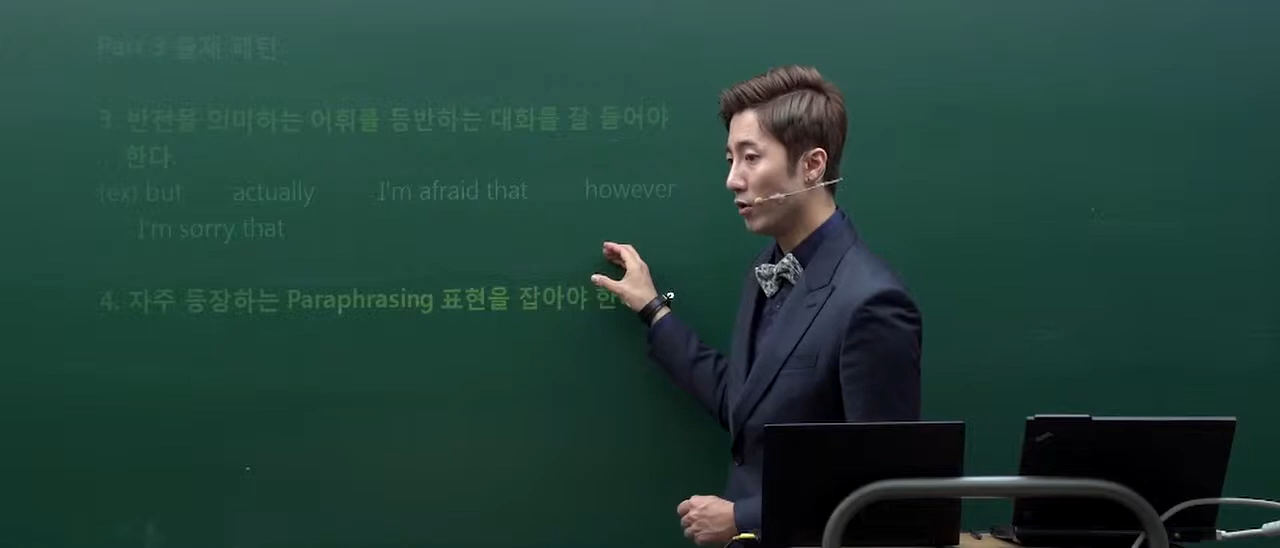 Part 3 출제 패턴
3. 반전을 의미하는 어휘를 동반하는 대화를 잘 들어야
한다.
(ex) but actually I'm afraid that however
I'm sorry that
4. 자주 등장하는 Paraphrasing 표현을 잡아야 한